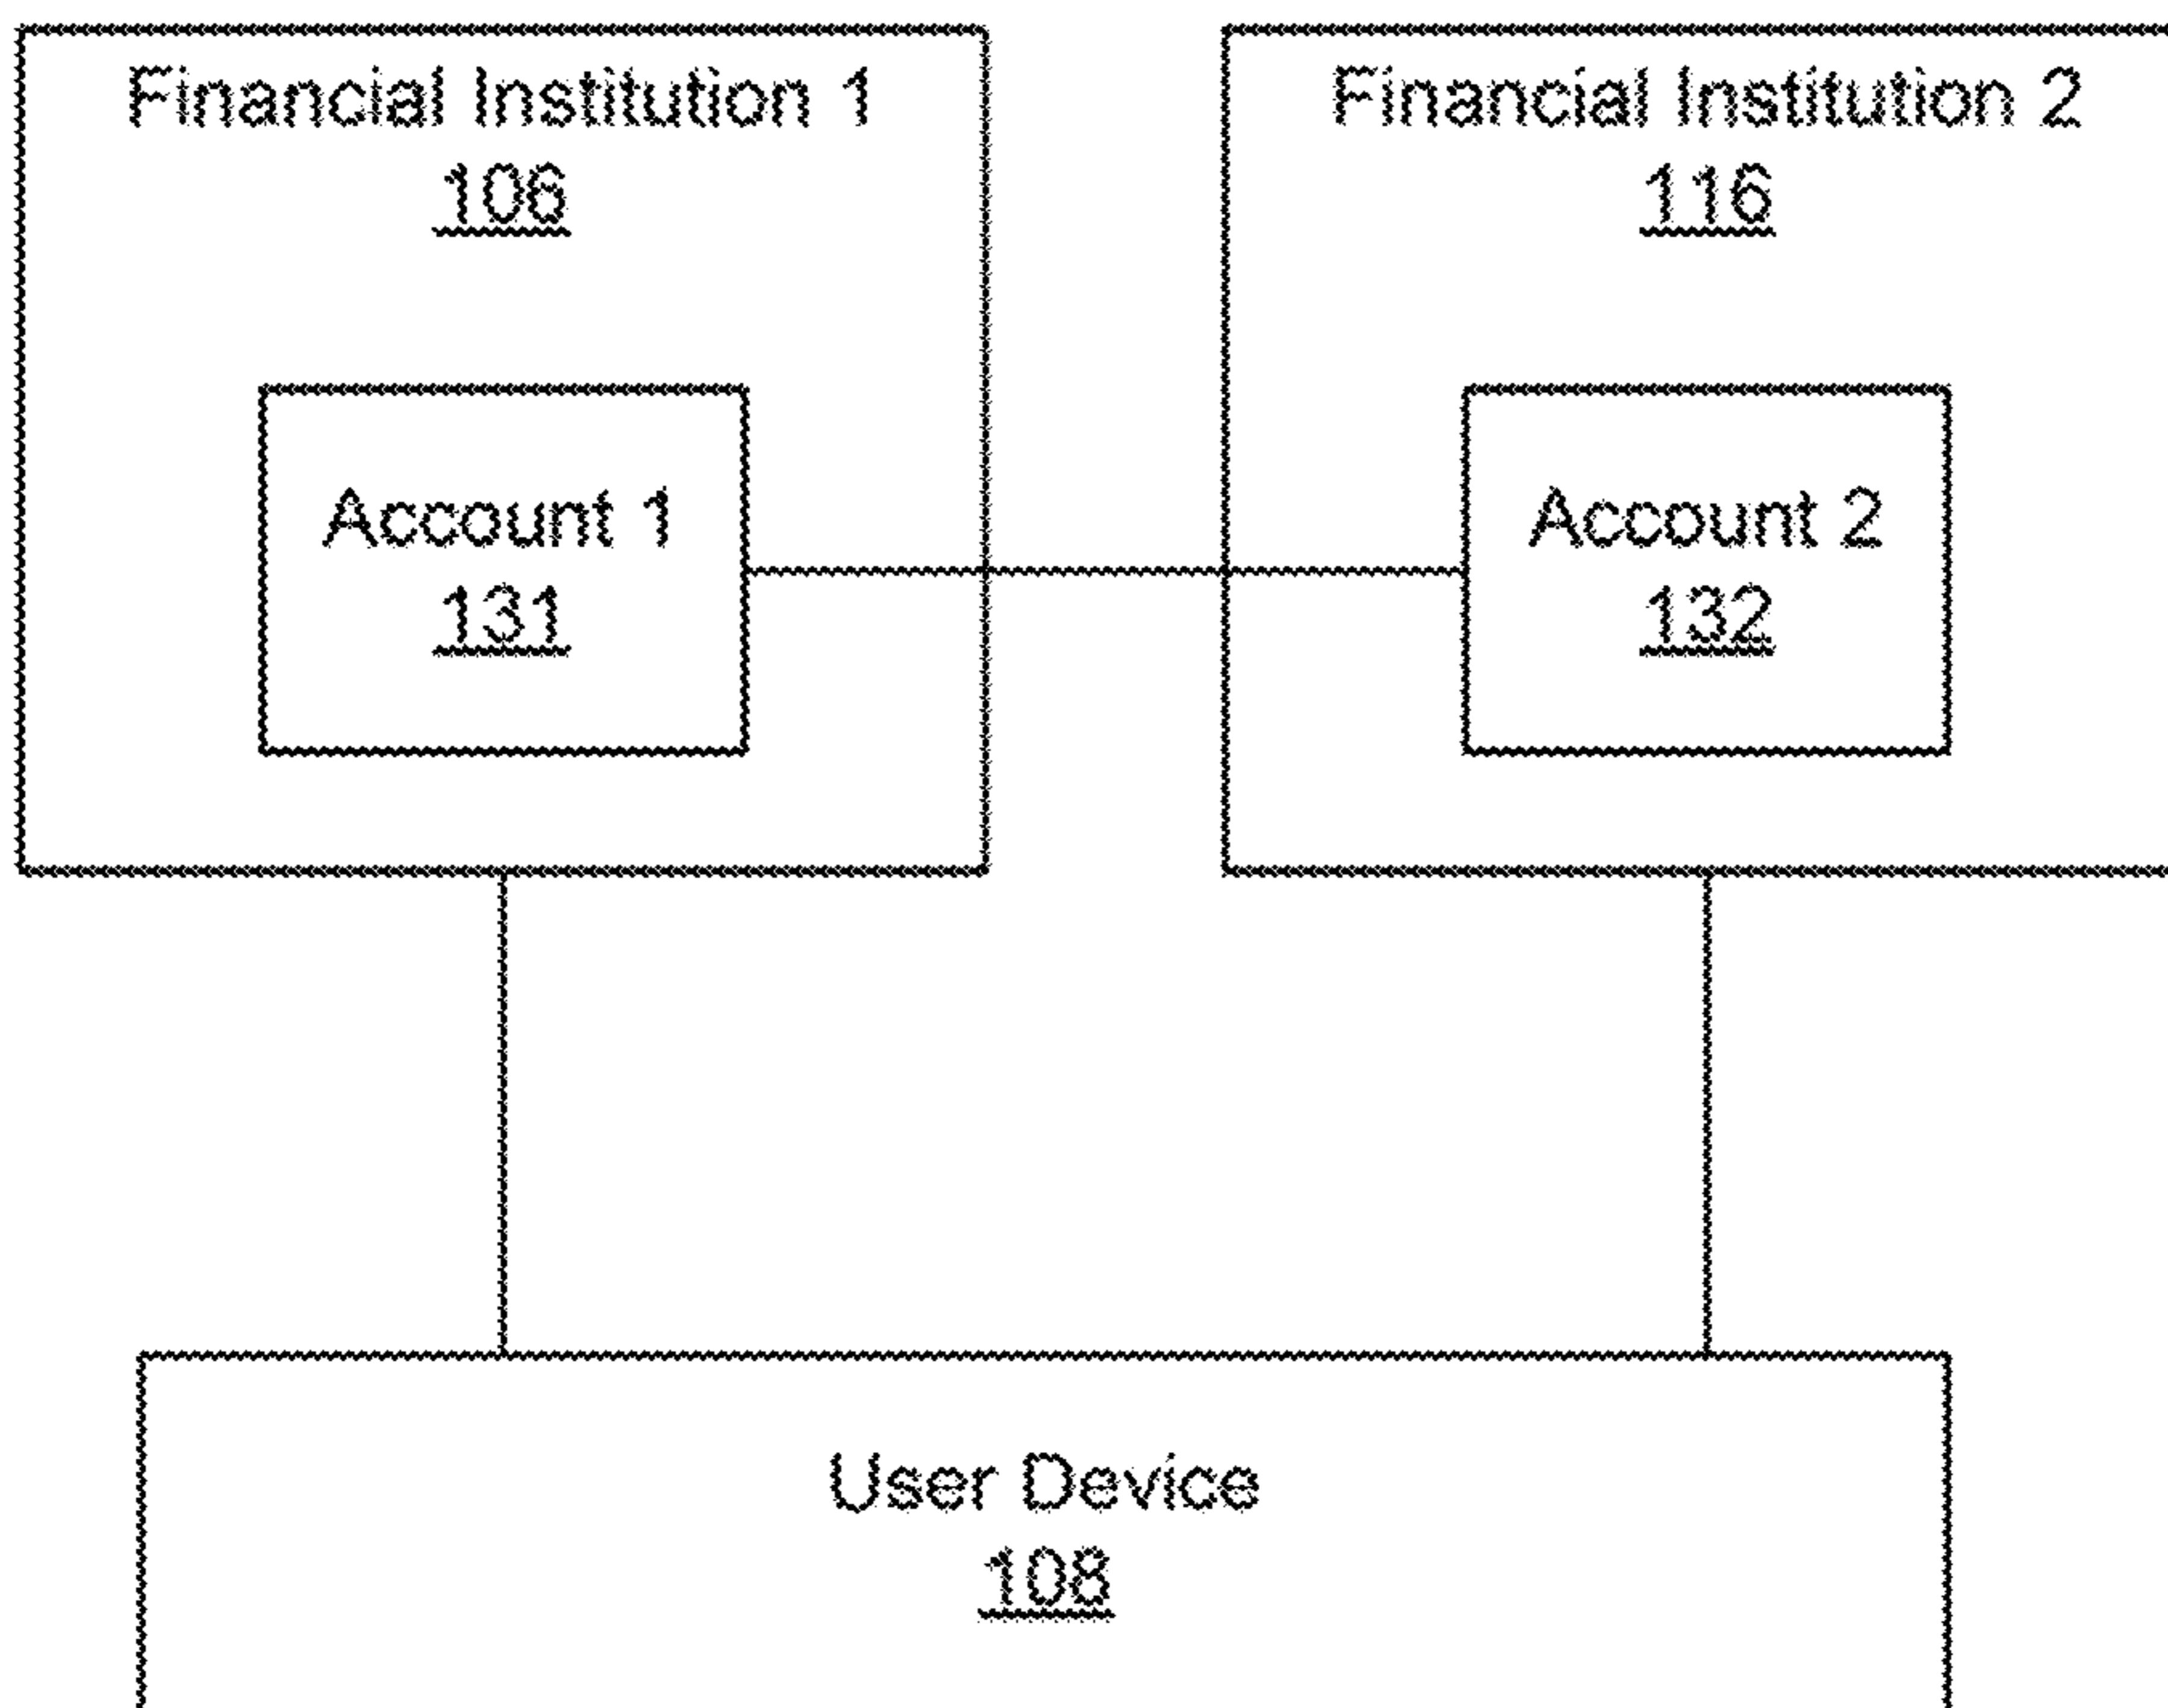 Financial Institution 1
106
Financial Institution 2
116
Account 1
131
Account 2
132
User Device
108